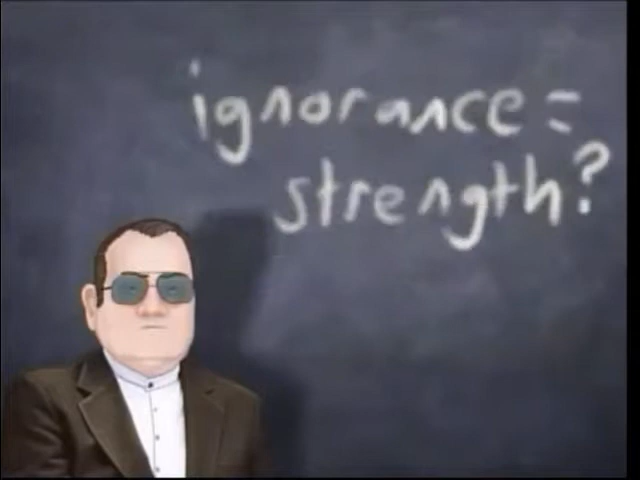 ignorance =
strength?